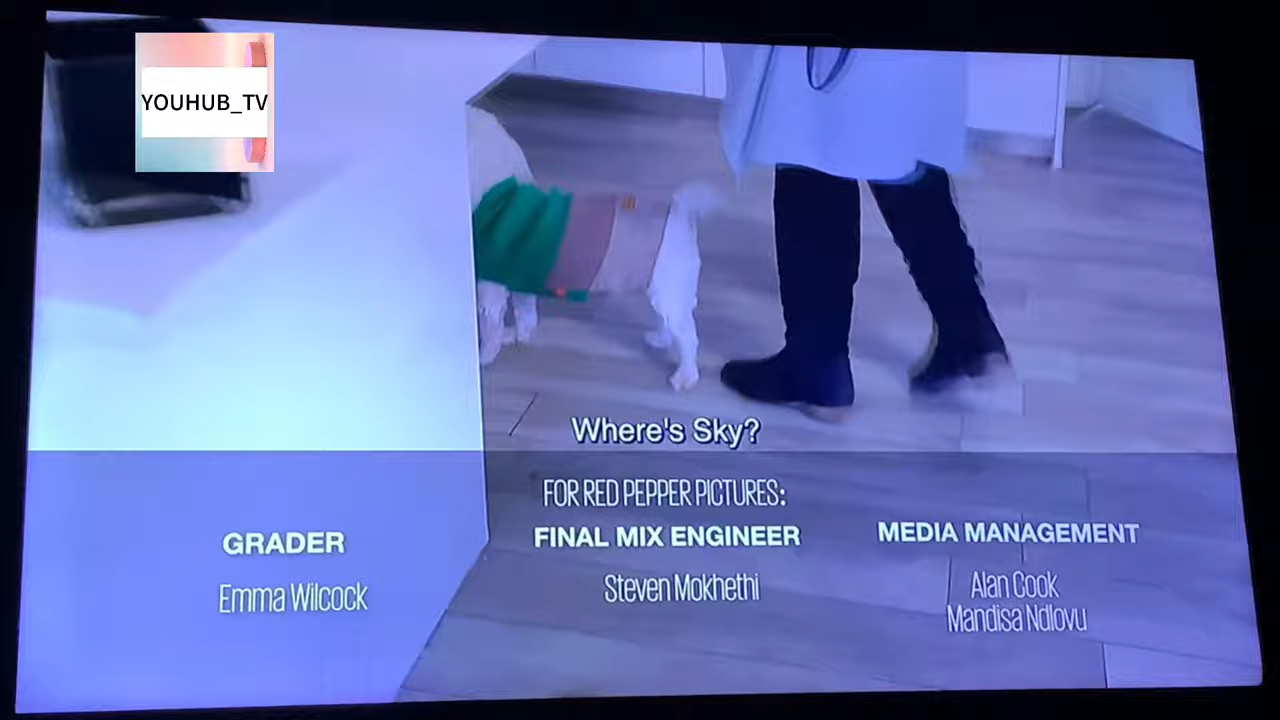 YOUHUB_TV
Where's Sky?
FOR RED PEPPER PICTURES:
GRADER
Emma Wilcock
FINAL MIX ENGINEER
Steven Mokhethi
MEDIA MANAGEMENT
Alan Cook
Mandisa Ndlovu